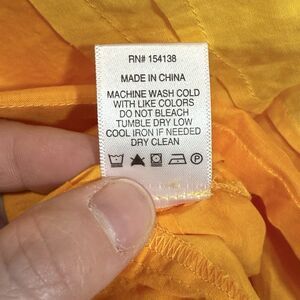 RN# 154138
MADE IN CHINA
MACHINE WASH COLD
WITH LIKE COLORS
DO NOT BLEACH
TUMBLE DRY LOW
COOL IRON IF NEEDED
DRY CLEAN